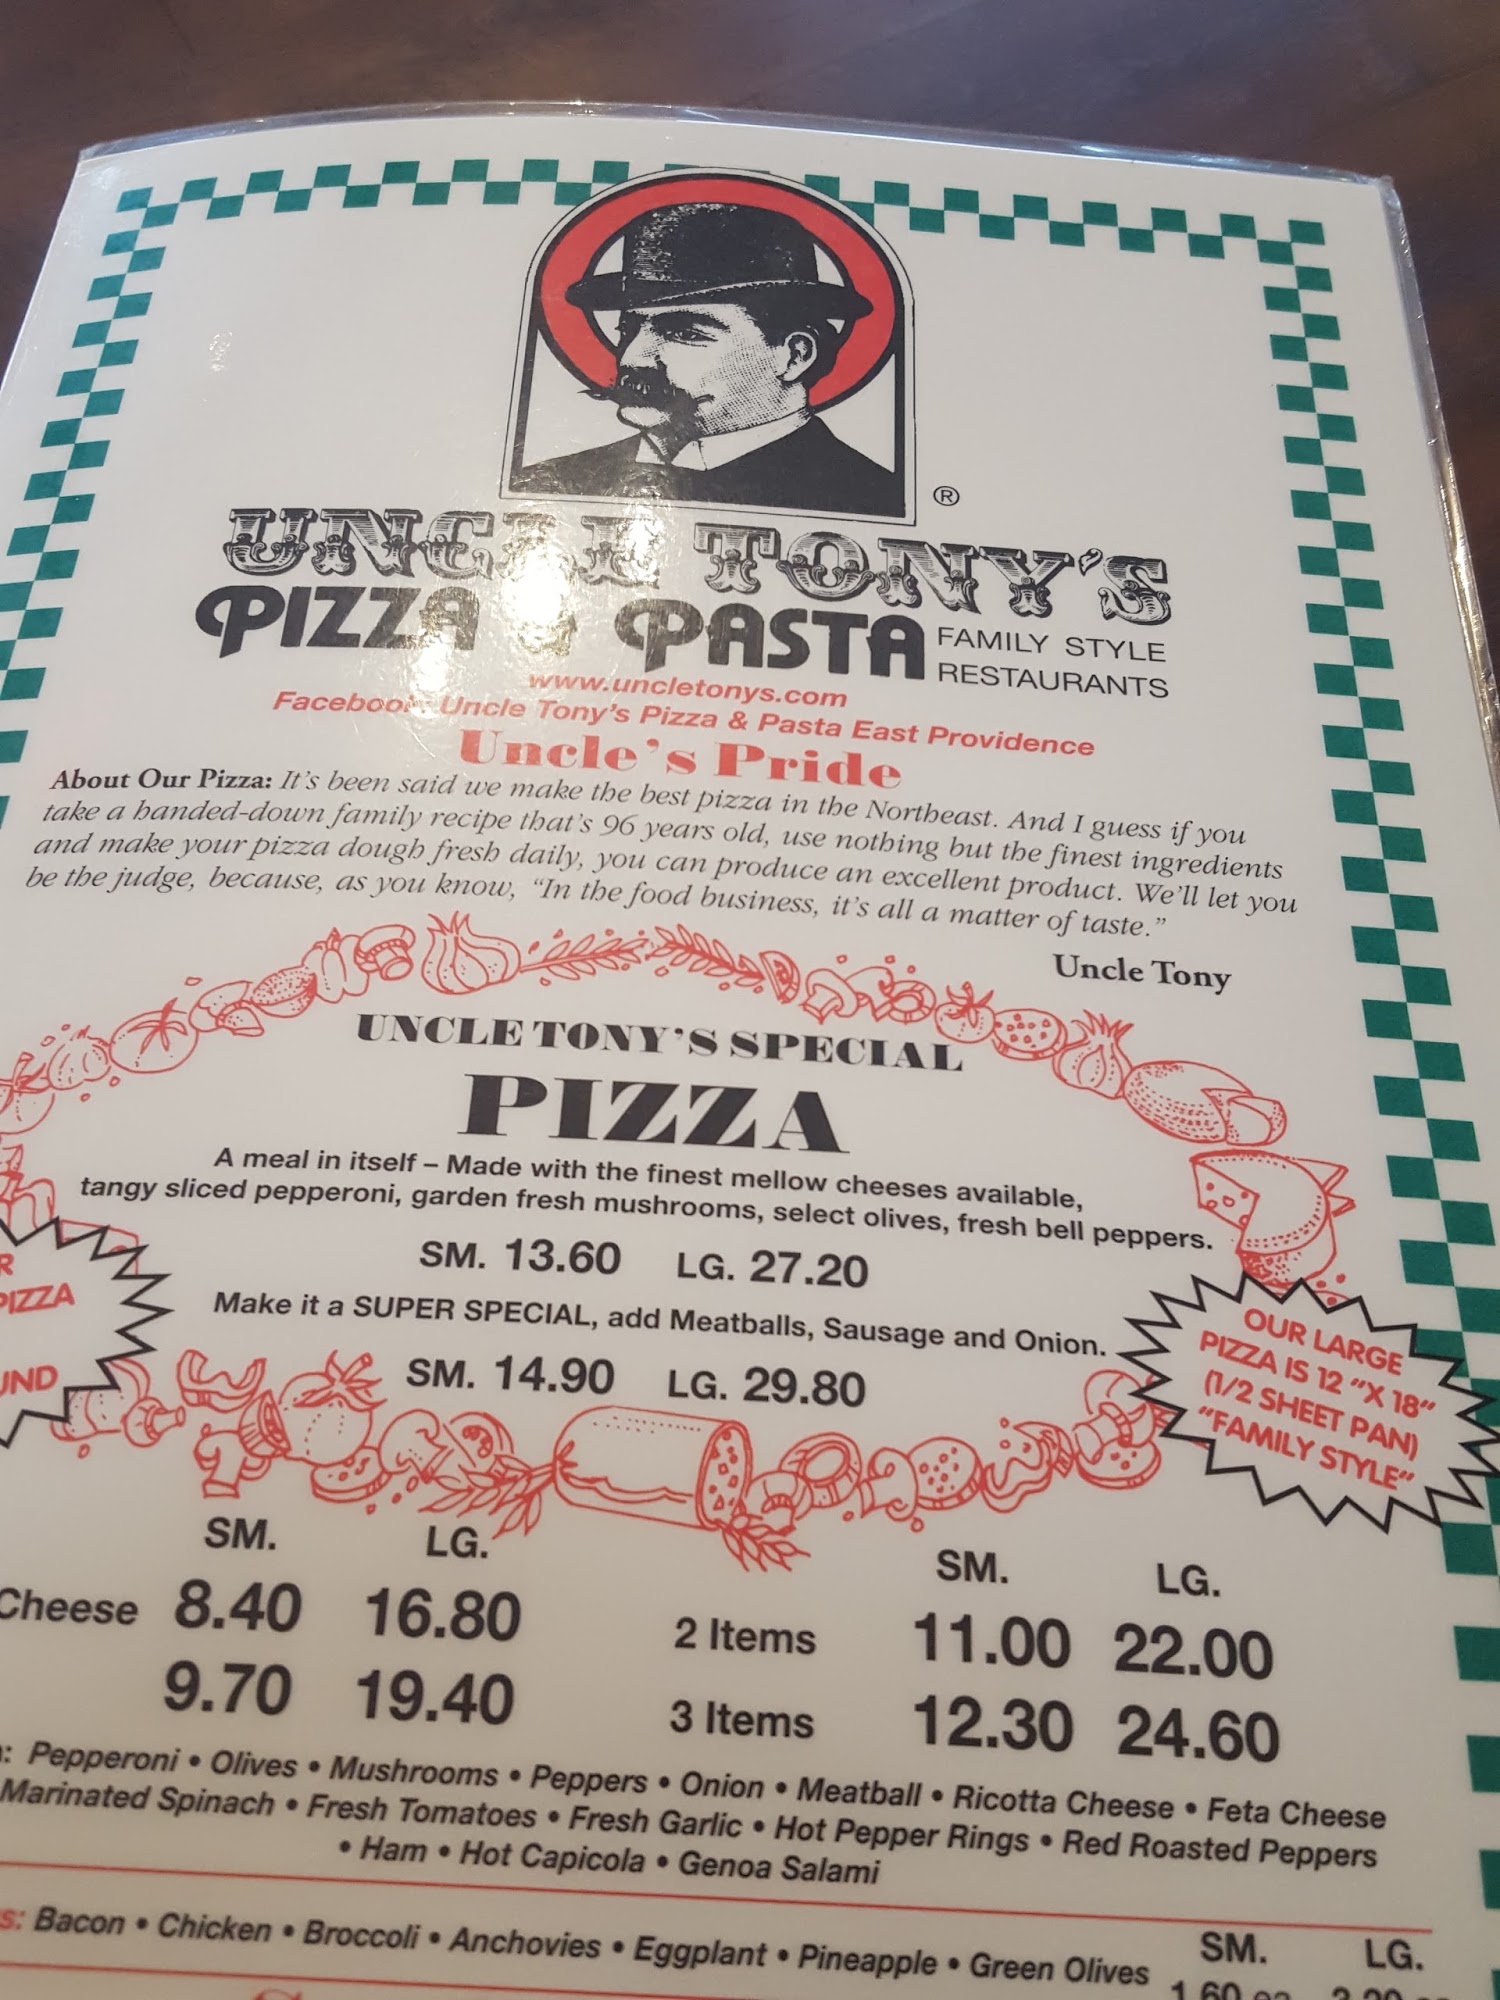 ®
UNCLE TONY'S
PIZZA & PASTA FAMILY STYLE
RESTAURANTS
www.uncletonys.com
Facebook: Uncle Tony's Pizza & Pasta East Providence
Uncle's Pride
About Our Pizza: It's been said we make the best pizza in the Northeast. And I guess if you
take a handed-down family recipe that's 96 years old, use nothing but the finest ingredients
and make your pizza dough fresh daily, you can produce an excellent product. We'll let you
be the judge, because, as you know, "In the food business, it's all a matter of taste."
Uncle Tony
UNCLE TONY'S SPECIAL
PIZZA
A meal in itself – Made with the finest mellow cheeses available,
tangy sliced pepperoni, garden fresh mushrooms, select olives, fresh bell peppers.
SM. 13.60 LG. 27.20
Make it a SUPER SPECIAL, add Meatballs, Sausage and Onion.
SM. 14.90 LG. 29.80
R
PIZZA
UND
OUR LARGE
PIZZA IS 12 "X 18"
(1/2 SHEET PAN)
"FAMILY STYLE"
SM. LG. SM. LG.
Cheese 8.40 16.80 2 Items 11.00 22.00
9.70 19.40 3 Items 12.30 24.60
: Pepperoni • Olives • Mushrooms • Peppers • Onion • Meatball • Ricotta Cheese • Feta Cheese
Marinated Spinach • Fresh Tomatoes • Fresh Garlic • Hot Pepper Rings • Red Roasted Peppers
• Ham • Hot Capicola • Genoa Salami
s: Bacon • Chicken • Broccoli • Anchovies • Eggplant • Pineapple • Green Olives SM. LG.
1.60 ea